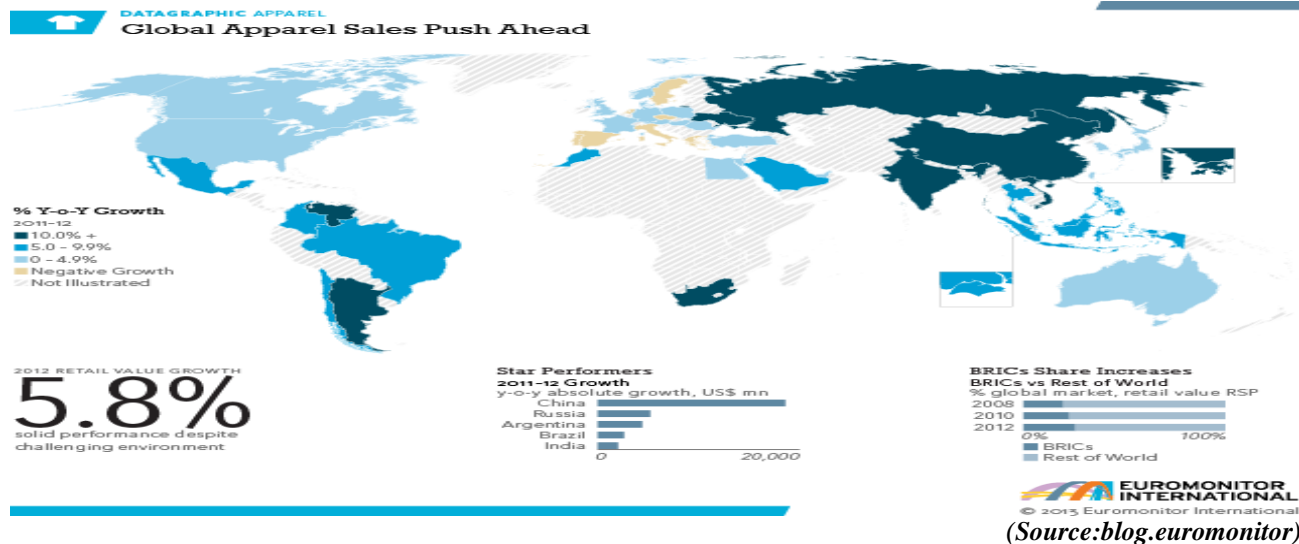 DATAGRAPHIC APPAREL
Global Apparel Sales Push Ahead
% Y-o-Y Growth
2011-12
10.0% +
5.0 - 9.9%
0 - 4.9%
Negative Growth
Not Illustrated
2012 RETAIL VALUE GROWTH
5.8%
solid performance despite
challenging environment
Star Performers
2011-12 Growth
y-o-y absolute growth, US$ mn
China
Russia
Argentina
Brazil
India
0 20,000
BRICs Share Increases
BRICs vs Rest of World
% global market, retail value RSP
2008
2010
2012
0% 100%
BRICs
Rest of World
EUROMONITOR
INTERNATIONAL
© 2013 Euromonitor International
(Source:blog.euromonitor)